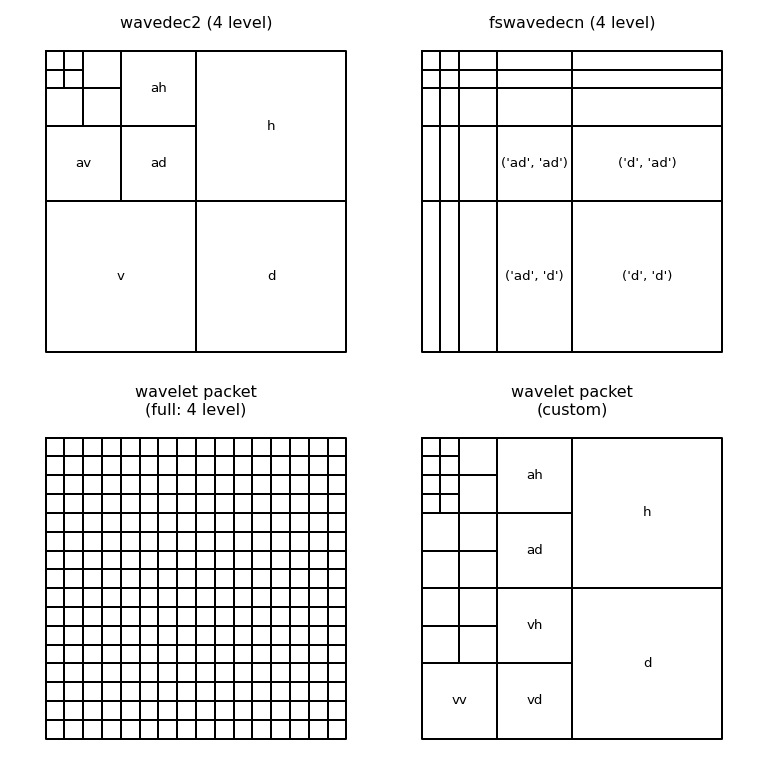 wavedec2 (4 level)
ah
h
av
ad
v
d
fswavedecn (4 level)
('ad', 'ad')
('d', 'ad')
('ad', 'd')
('d', 'd')
wavelet packet
(full: 4 level)
wavelet packet
(custom)
ah
h
ad
vh
d
vv
vd